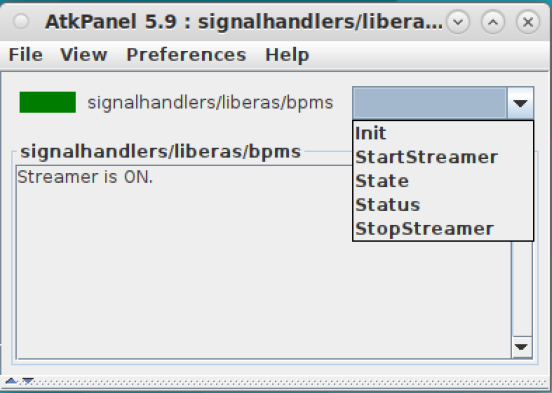 AtkPanel 5.9 : signalhandlers/libera...
File View Preferences Help
signalhandlers/liberas/bpms
Init
StartStreamer
State
Status
StopStreamer
signalhandlers/liberas/bpms
Streamer is ON.